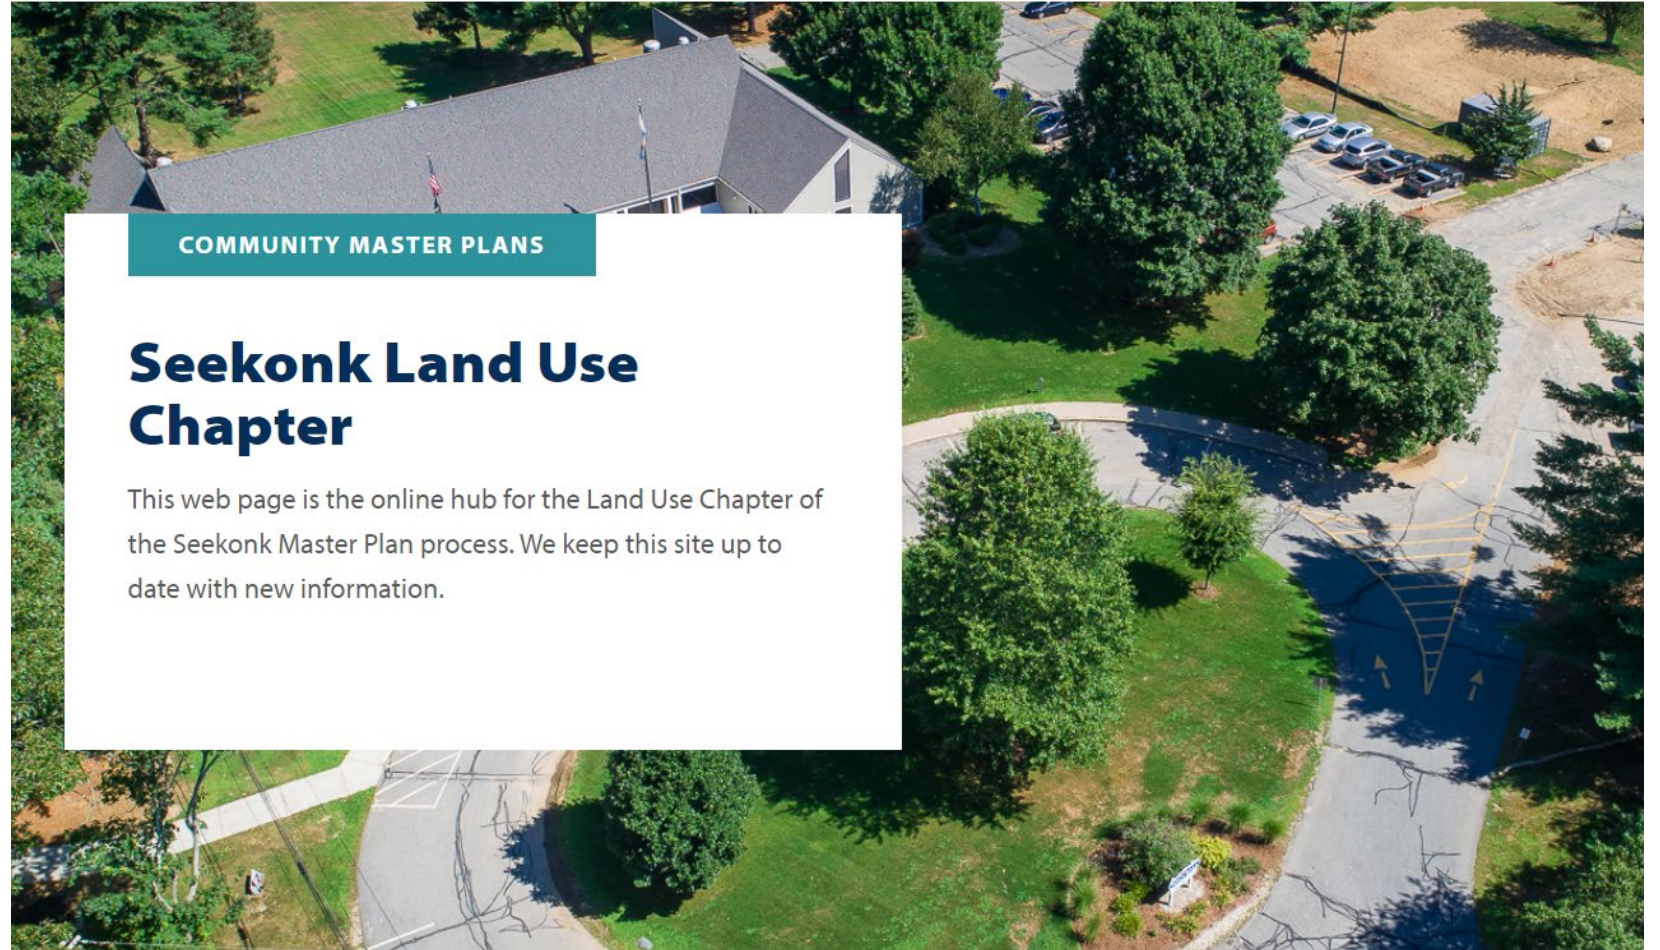 COMMUNITY MASTER PLANS
Seekonk Land Use
Chapter
This web page is the online hub for the Land Use Chapter of
the Seekonk Master Plan process. We keep this site up to
date with new information.